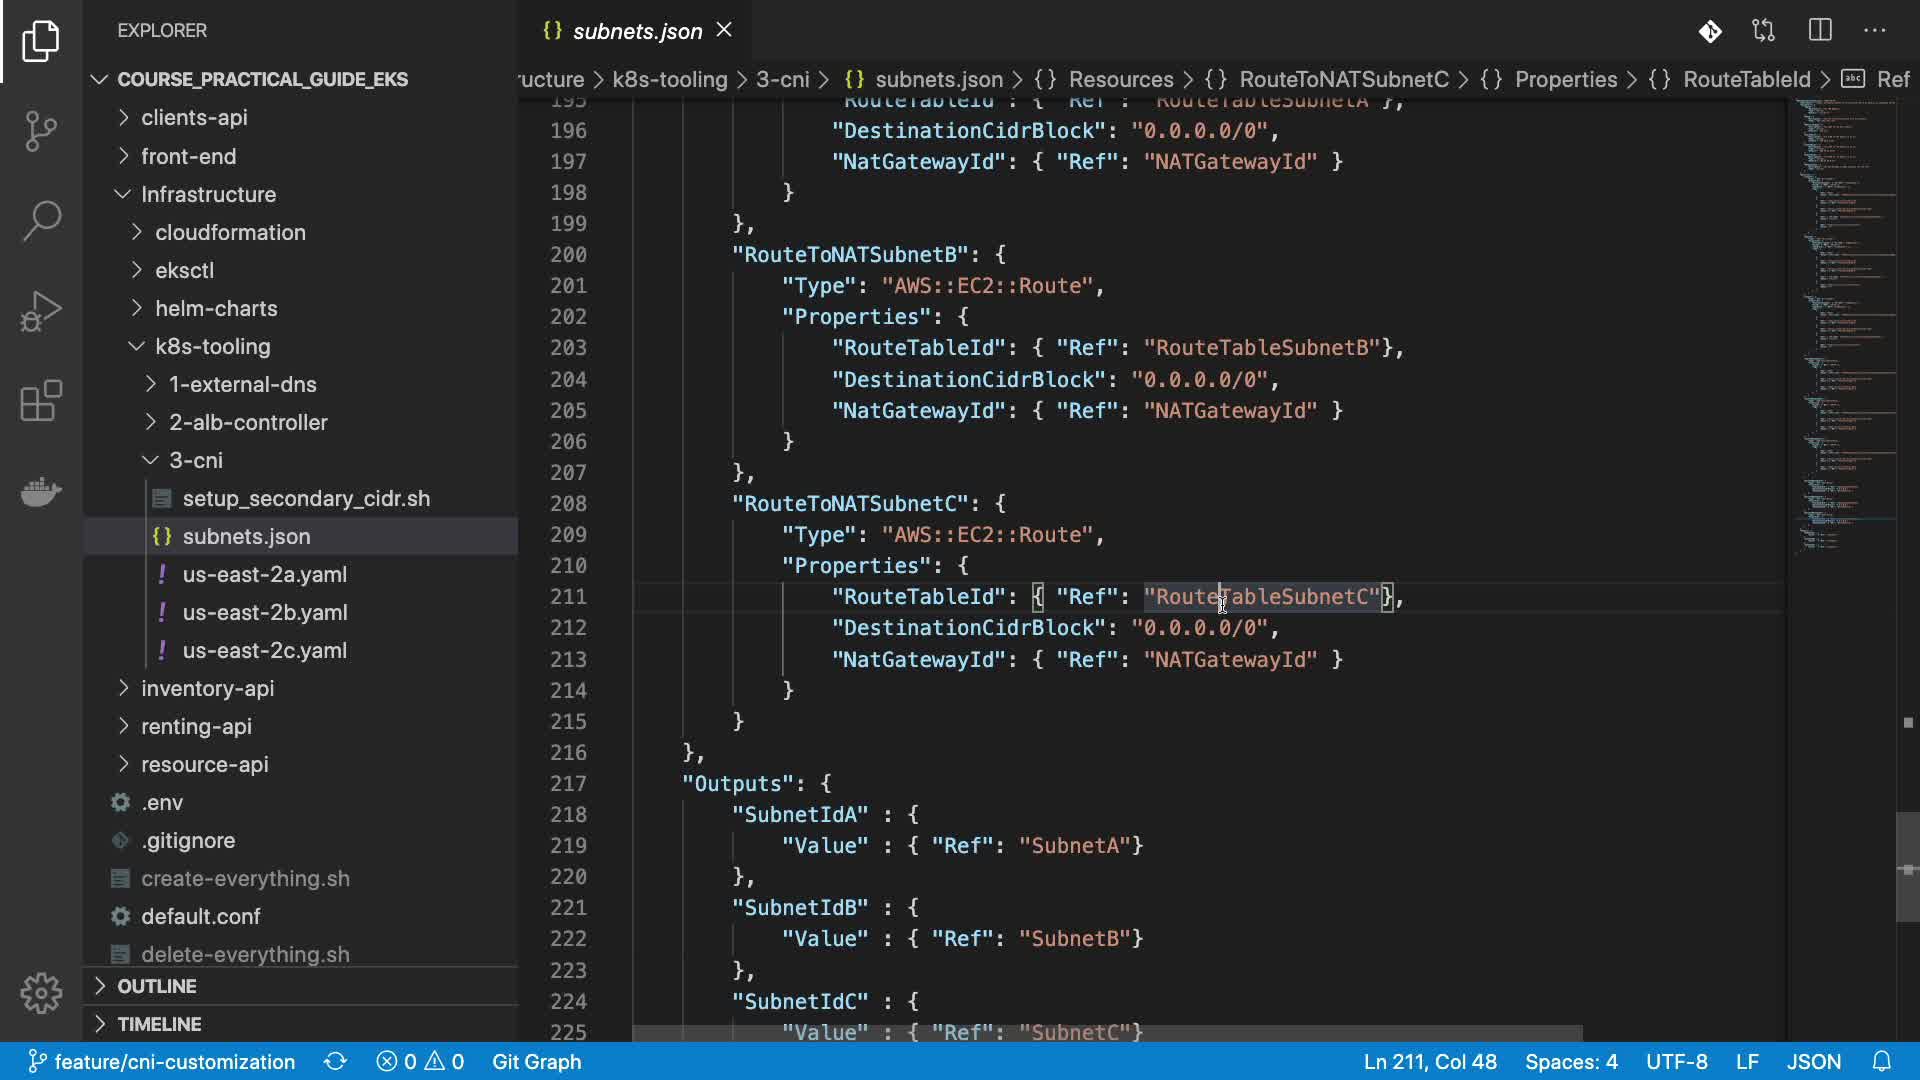 EXPLORER
{} subnets.json
COURSE_PRACTICAL_GUIDE_EKS
ructure > k8s-tooling > 3-cni > {} subnets.json > {} Resources > {} RouteToNATSubnetC > {} Properties > {} RouteTableId > abc Ref
clients-api
front-end
Infrastructure
cloudformation
eksctl
helm-charts
k8s-tooling
1-external-dns
2-alb-controller
3-cni
setup_secondary_cidr.sh
{} subnets.json
! us-east-2a.yaml
! us-east-2b.yaml
! us-east-2c.yaml
inventory-api
renting-api
resource-api
.env
.gitignore
create-everything.sh
default.conf
delete-everything.sh
OUTLINE
TIMELINE
195 "RouteTableId": { "Ref": "RouteTableSubnetA"},
196 "DestinationCidrBlock": "0.0.0.0/0",
197 "NatGatewayId": { "Ref": "NATGatewayId" }
198 }
199 },
200 "RouteToNATSubnetB": {
201 "Type": "AWS::EC2::Route",
202 "Properties": {
203 "RouteTableId": { "Ref": "RouteTableSubnetB"},
204 "DestinationCidrBlock": "0.0.0.0/0",
205 "NatGatewayId": { "Ref": "NATGatewayId" }
206 }
207 },
208 "RouteToNATSubnetC": {
209 "Type": "AWS::EC2::Route",
210 "Properties": {
211 "RouteTableId": { "Ref": "RouteTableSubnetC"},
212 "DestinationCidrBlock": "0.0.0.0/0",
213 "NatGatewayId": { "Ref": "NATGatewayId" }
214 }
215 }
216 },
217 "Outputs": {
218 "SubnetIdA" : {
219 "Value" : { "Ref": "SubnetA"}
220 },
221 "SubnetIdB" : {
222 "Value" : { "Ref": "SubnetB"}
223 },
224 "SubnetIdC" : {
225 "Value" : { "Ref": "SubnetC"}
feature/cni-customization 0 0 Git Graph Ln 211, Col 48 Spaces: 4 UTF-8 LF JSON